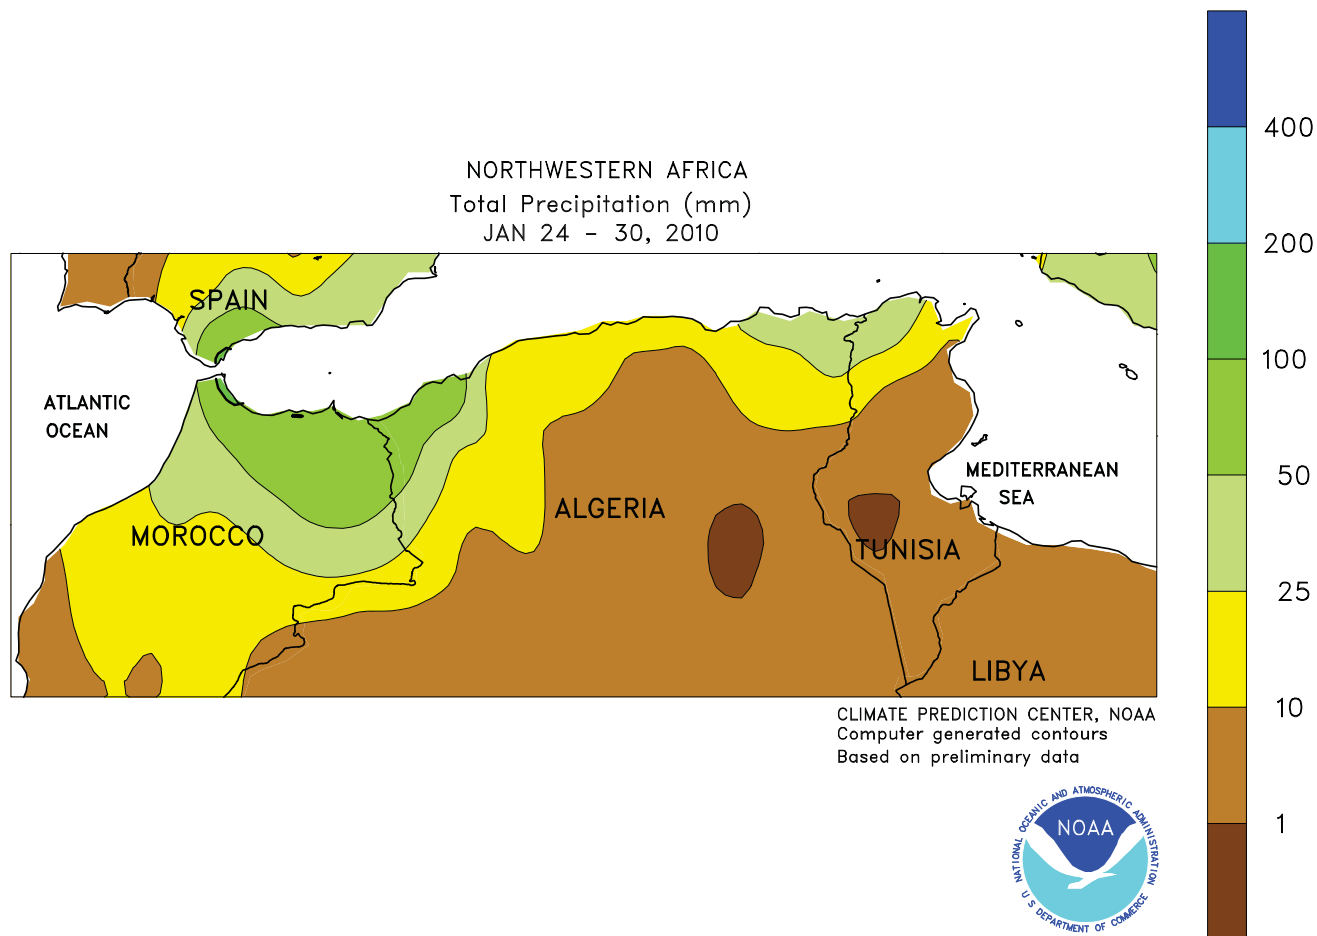 NORTHWESTERN AFRICA
Total Precipitation (mm)
JAN 24 - 30, 2010
SPAIN
ATLANTIC
OCEAN
MOROCCO
ALGERIA
MEDITERRANEAN
SEA
TUNISIA
LIBYA
400
200
100
50
25
10
1
CLIMATE PREDICTION CENTER, NOAA
Computer generated contours
Based on preliminary data
NATIONAL OCEANIC AND ATMOSPHERIC ADMINISTRATION
NOAA
U S DEPARTMENT OF COMMERCE